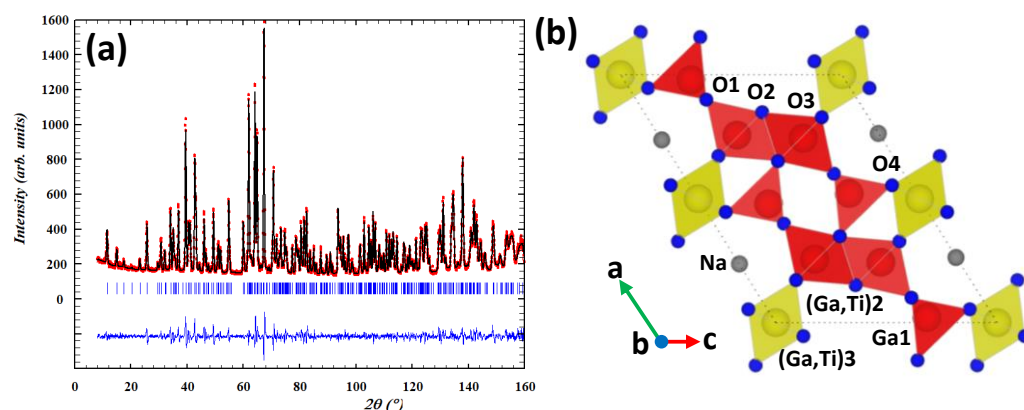 (a)
Intensity (arb. units)
1600
1400
1200
1000
800
600
400
200
0
0 20 40 60 80 100 120 140 160
2θ (°)
(b)
O1
O2
O3
O4
Na
(Ga,Ti)2
Ga1
(Ga,Ti)3
a
b
c